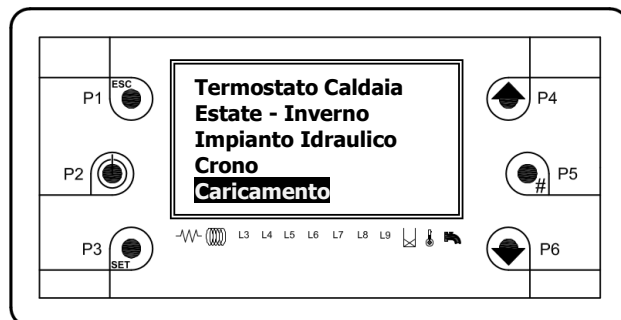 ESC
P1
P2
P3
SET
Termostato Caldaia
Estate - Inverno
Impianto Idraulico
Crono
Caricamento
L3 L4 L5 L6 L7 L8 L9
P4
P5
#
P6